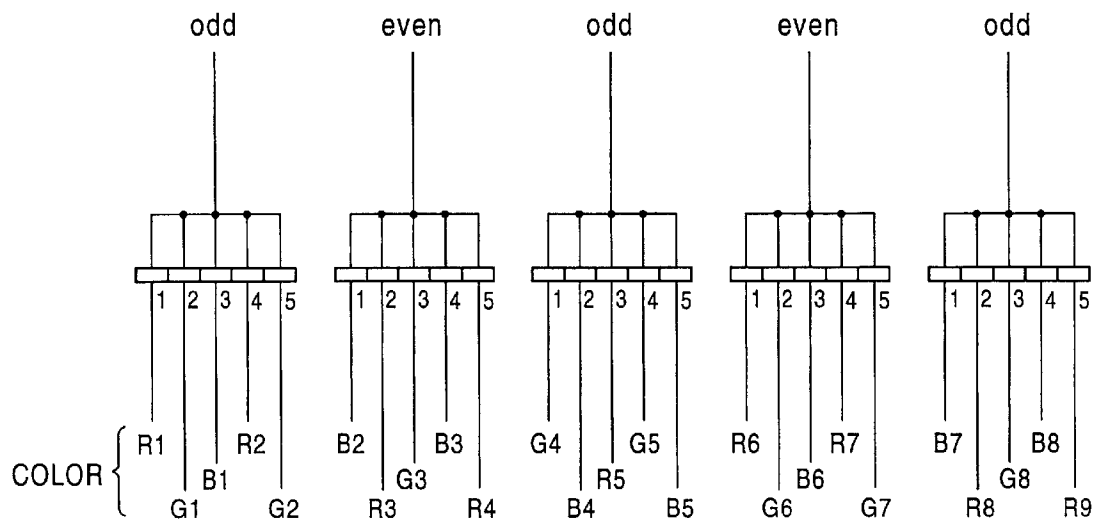 odd even odd even odd
1 2 3 4 5 1 2 3 4 5 1 2 3 4 5 1 2 3 4 5 1 2 3 4 5
R1 R2 B2 B3 G4 G5 R6 R7 B7 B8
COLOR B1 G3 R5 B6 G8
G1 G2 R3 R4 B4 B5 G6 G7 R8 R9